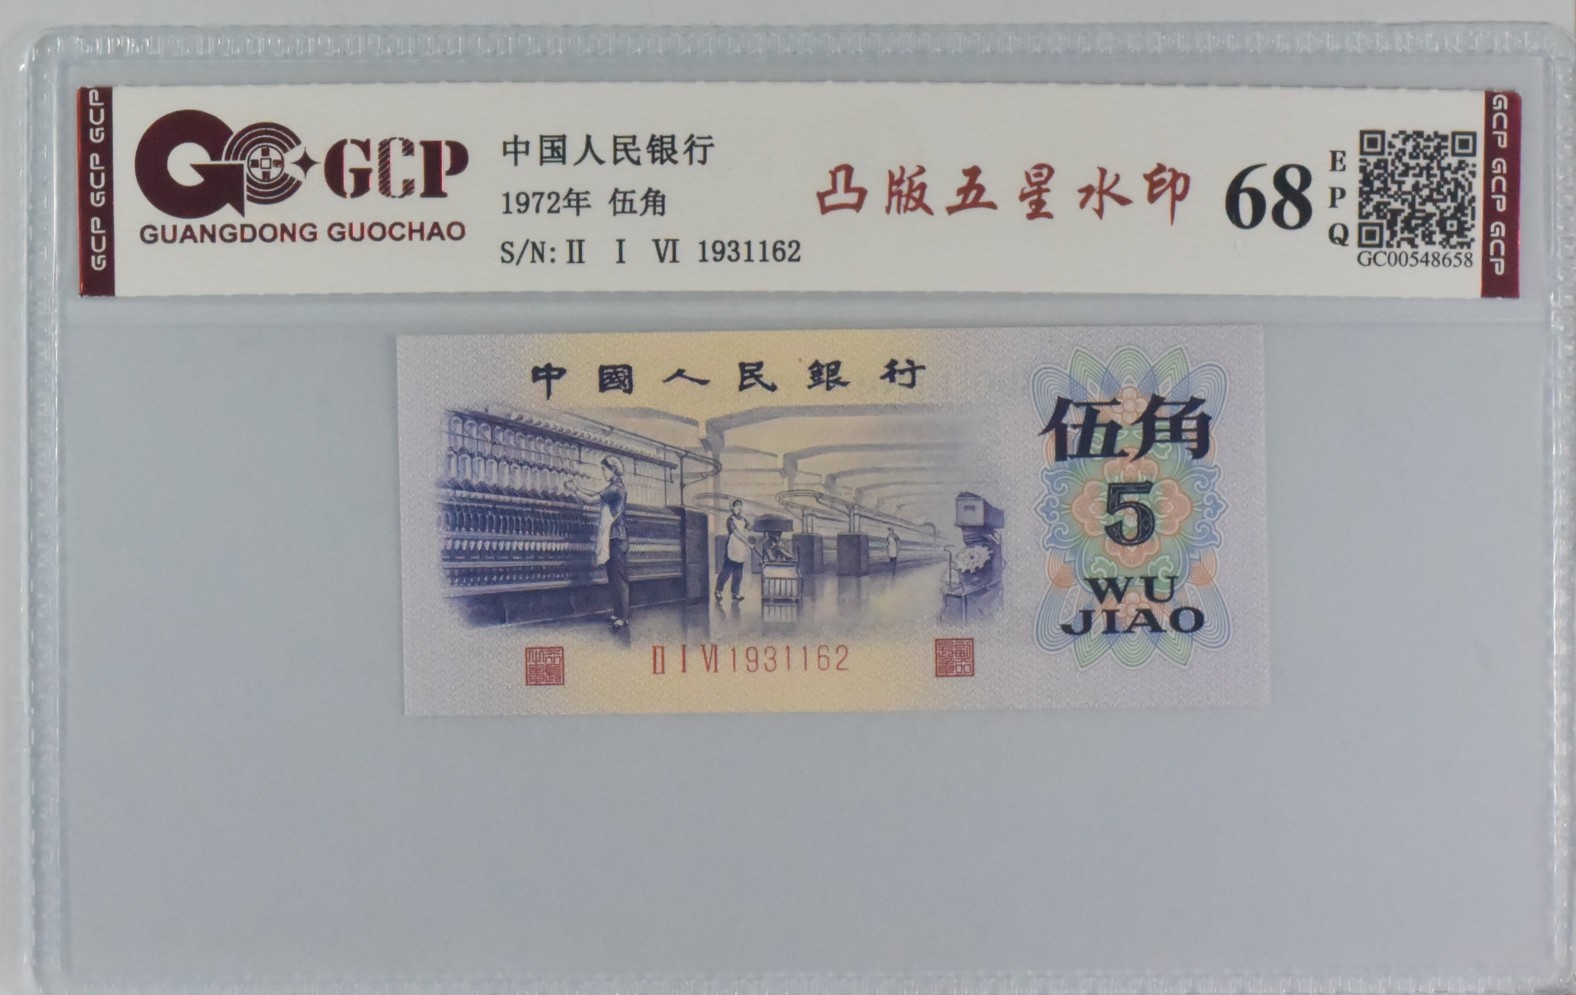 GCP GCP GCP
GCP
GUANGDONG GUOCHAO
中国人民银行
1972年 伍角
S/N: II I VI 1931162
凸版五星水印
68
EPQ
GC00548658
GCP GCP GCP
中國人民銀行
伍角
5
WU
JIAO
II I VI 1931162